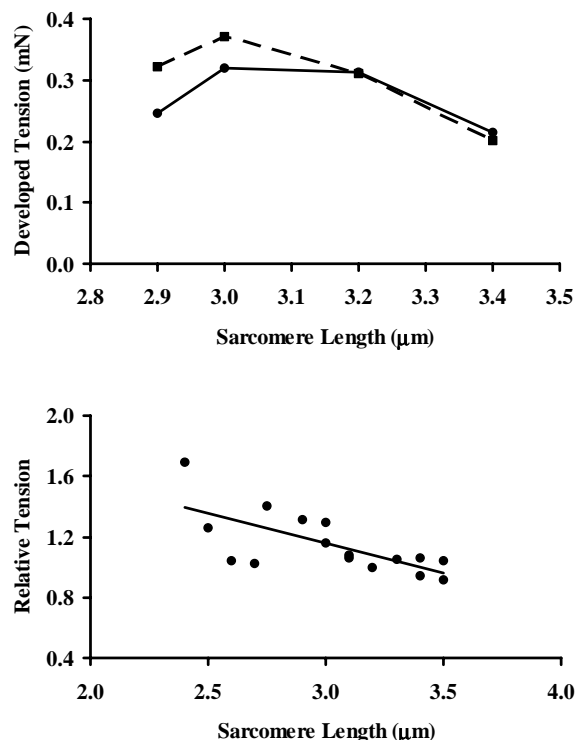 Developed Tension (mN)
0.4
0.3
0.2
0.1
0.0
2.8 2.9 3.0 3.1 3.2 3.3 3.4 3.5
Sarcomere Length (μm)
Relative Tension
2.0
1.6
1.2
0.8
0.4
2.0 2.5 3.0 3.5 4.0
Sarcomere Length (μm)